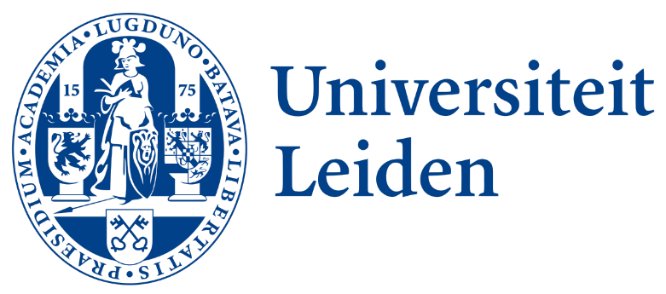 ACADEMIA • LUGDUNO • BATAVA • LIBERTATIS • PRAESIDIUM •
15 75
Universiteit
Leiden